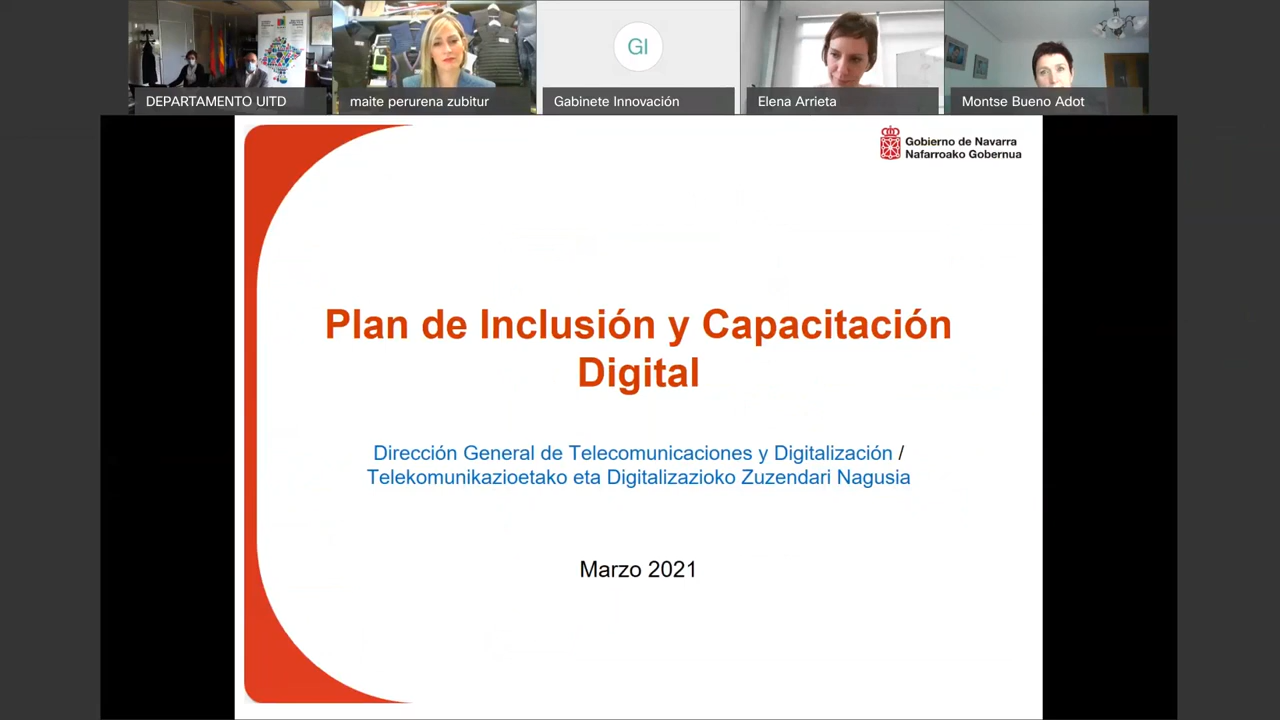 DEPARTAMENTO UITD
maite perurena zubitur
GI
Gabinete Innovación
Elena Arrieta
Montse Bueno Adot
Gobierno de Navarra
Nafarroako Gobernua
Plan de Inclusión y Capacitación
Digital
Dirección General de Telecomunicaciones y Digitalización /
Telekomunikazioetako eta Digitalizazioko Zuzendari Nagusia
Marzo 2021